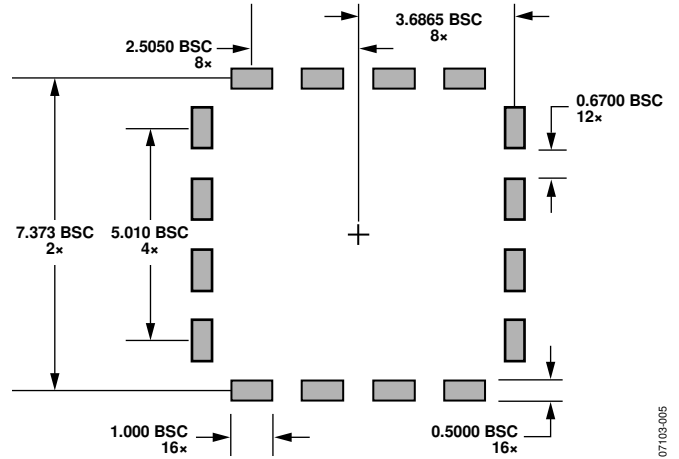 3.6865 BSC
8×
2.5050 BSC
8×
0.6700 BSC
12×
7.373 BSC
2×
5.010 BSC
4×
1.000 BSC
16×
0.5000 BSC
16×
07103-005